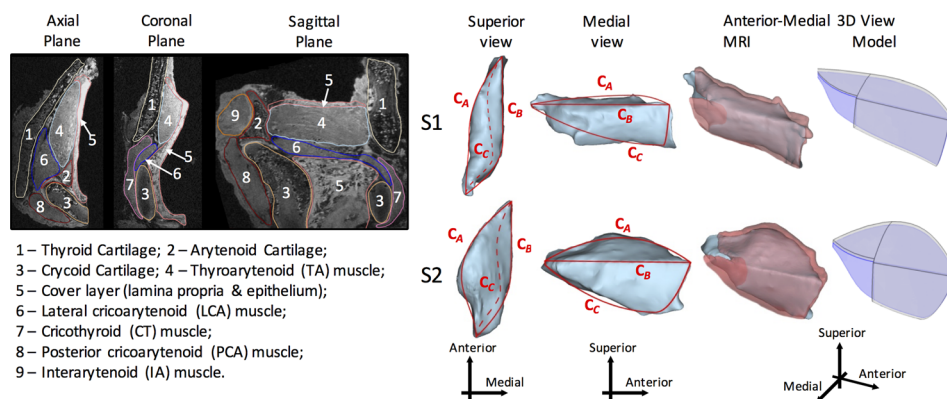 Axial Plane
Coronal Plane
Sagittal Plane
1
4
5
6
2
3
8
1
4
5
6
7
3
5
9
2
4
1
6
8
3
5
3
7
1 – Thyroid Cartilage; 2 – Arytenoid Cartilage;
3 – Crycoid Cartilage; 4 – Thyroarytenoid (TA) muscle;
5 – Cover layer (lamina propria & epithelium);
6 – Lateral cricoarytenoid (LCA) muscle;
7 – Cricothyroid (CT) muscle;
8 – Posterior cricoarytenoid (PCA) muscle;
9 – Interarytenoid (IA) muscle.
Superior view
Medial view
Anterior-Medial 3D View
MRI Model
S1
C_A
C_B
C_C
C_A
C_B
C_C
S2
C_A
C_B
C_C
C_A
C_B
C_C
Anterior
Medial
Superior
Anterior
Superior
Medial
Anterior